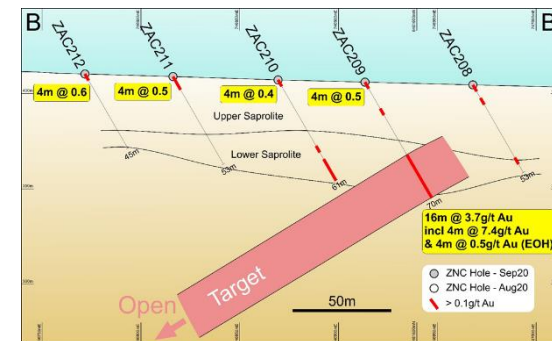 B
B
ZAC212
ZAC211
ZAC210
ZAC209
ZAC208
4m @ 0.6
4m @ 0.5
4m @ 0.4
4m @ 0.5
Upper Saprolite
Lower Saprolite
45m
53m
61m
70m
53m
16m @ 3.7g/t Au
incl 4m @ 7.4g/t Au
& 4m @ 0.5g/t Au (EOH)
Target
Open
50m
ZNC Hole - Sep20
ZNC Hole - Aug20
> 0.1g/t Au